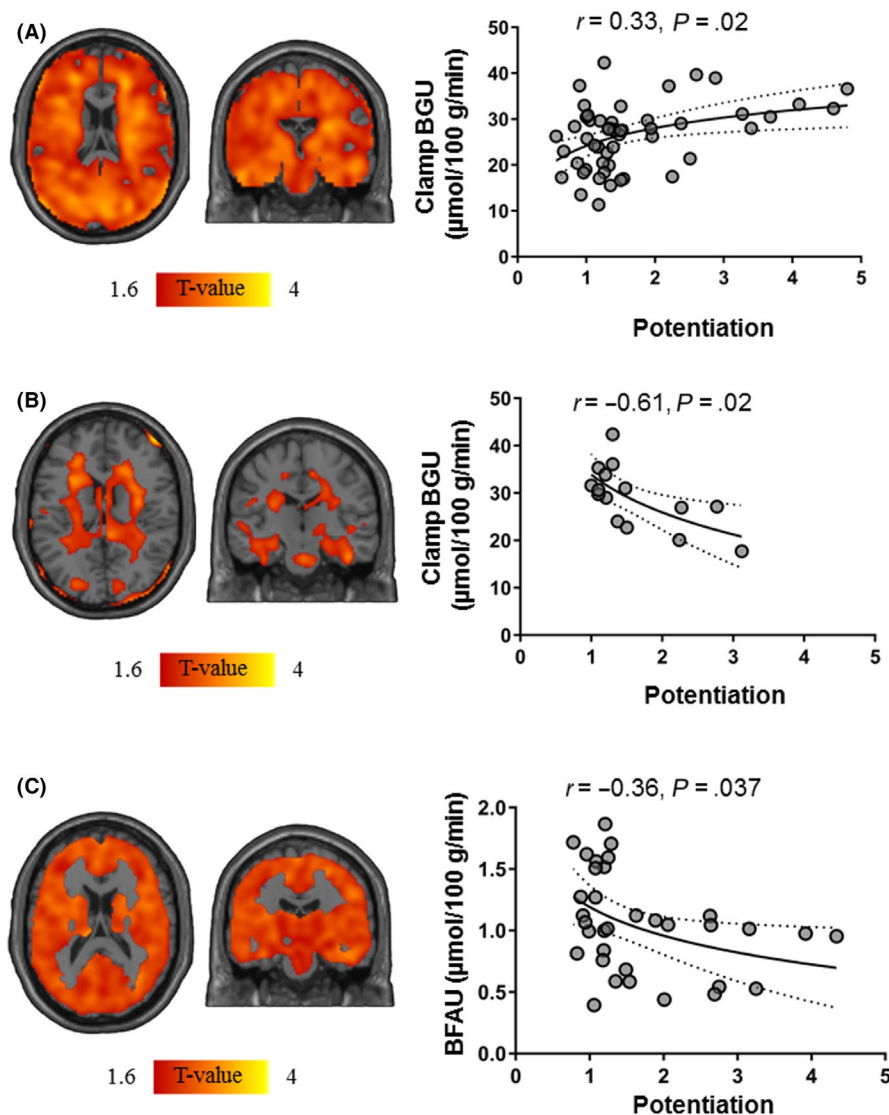 (A)
r = 0.33, P = .02
Clamp BGU
(µmol/100 g/min)
50
40
30
20
10
0
0 1 2 3 4 5
Potentiation
1.6 T-value 4
(B)
r = –0.61, P = .02
Clamp BGU
(µmol/100 g/min)
50
40
30
20
10
0
0 1 2 3 4 5
Potentiation
1.6 T-value 4
(C)
r = –0.36, P = .037
BFAU (µmol/100 g/min)
2.0
1.5
1.0
0.5
0.0
0 1 2 3 4 5
Potentiation
1.6 T-value 4